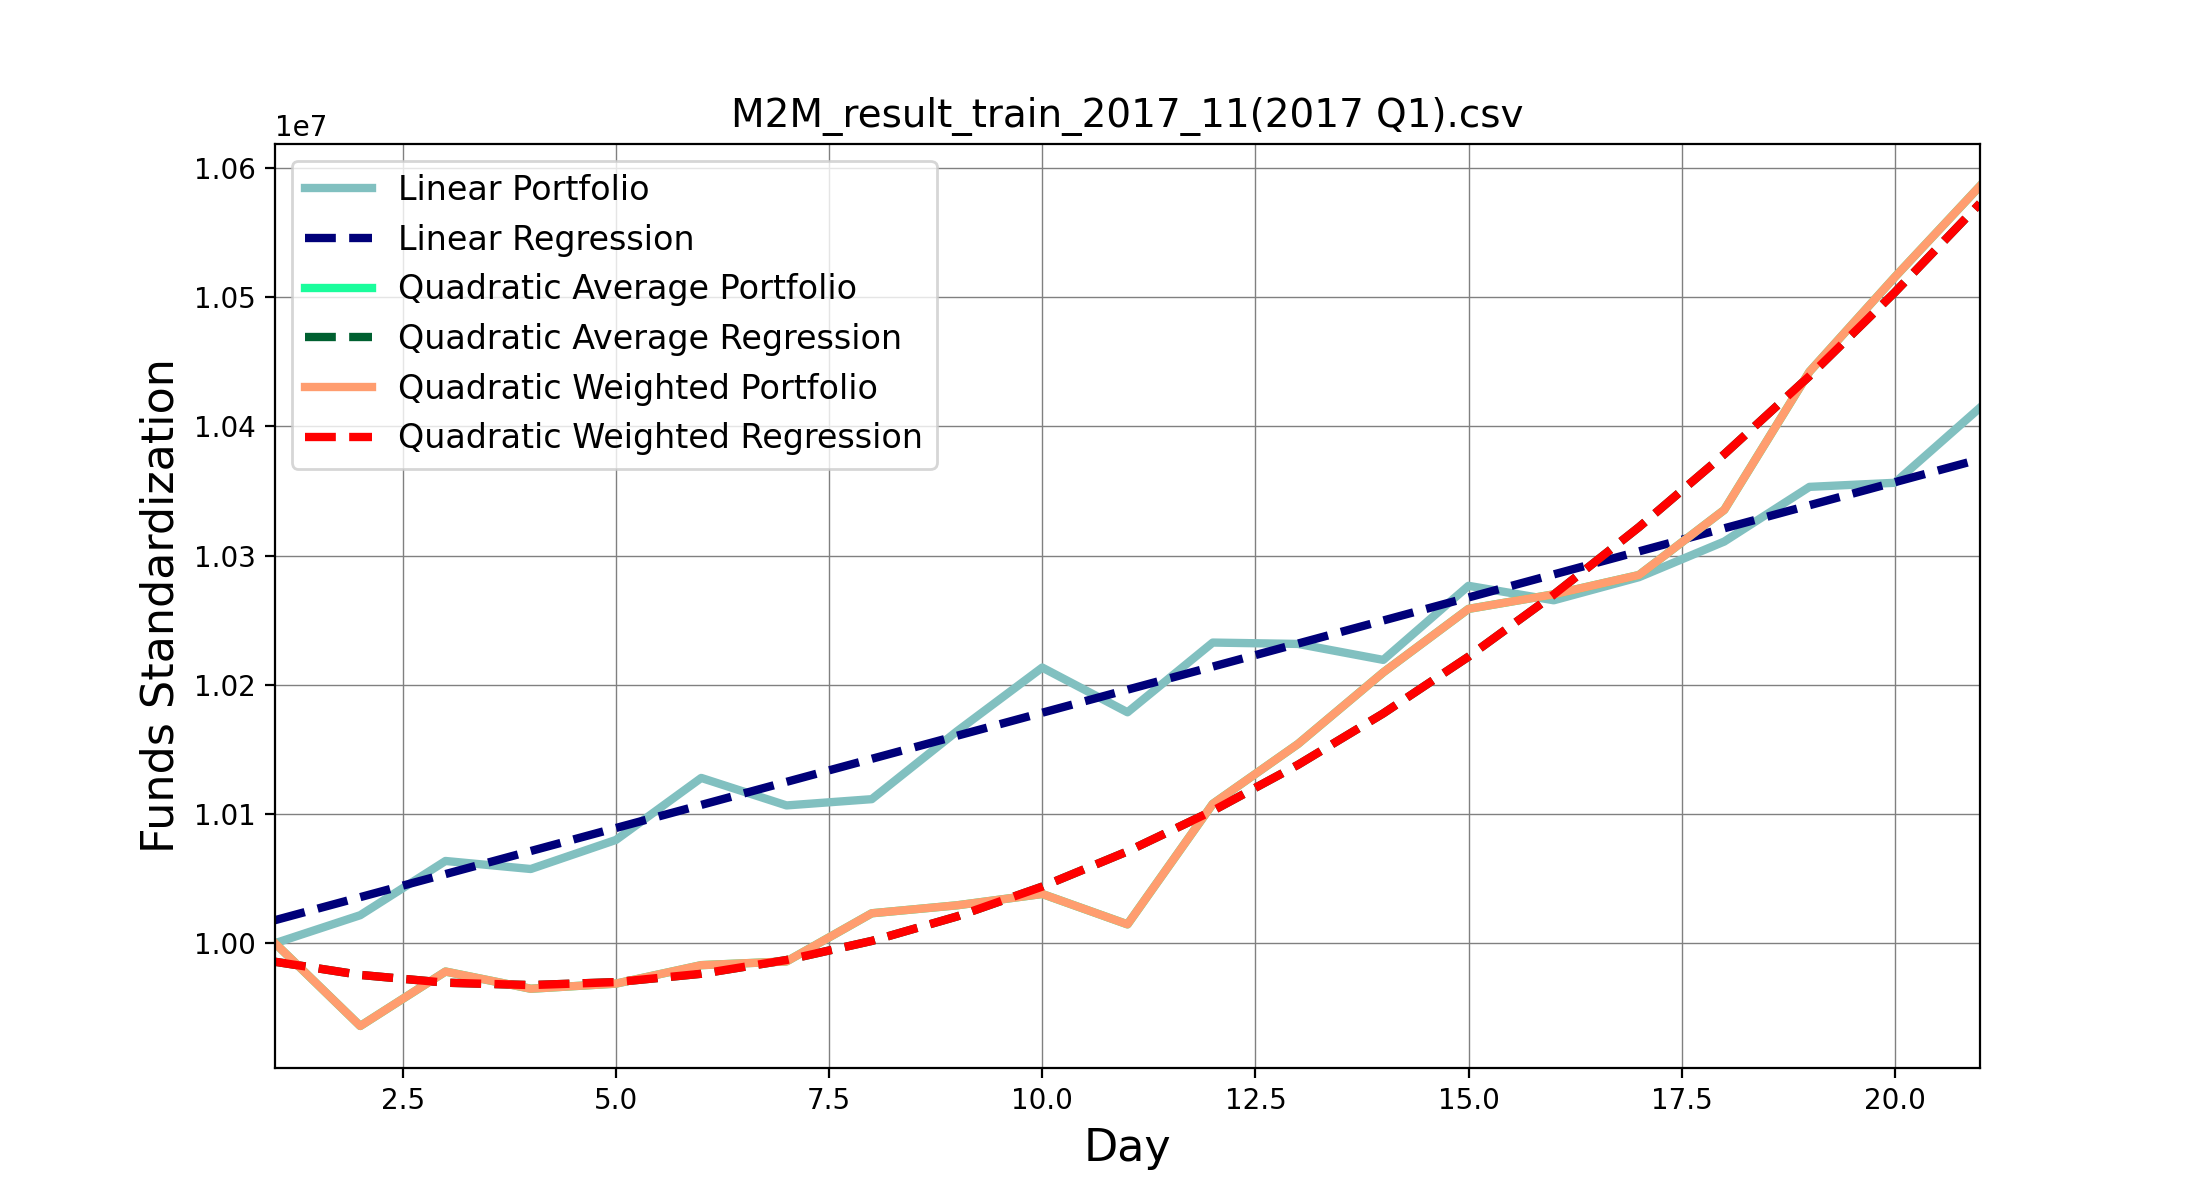 M2M_result_train_2017_11(2017 Q1).csv
1e7
1.06
1.05
1.04
1.03
1.02
1.01
1.00
Funds Standardization
Linear Portfolio
Linear Regression
Quadratic Average Portfolio
Quadratic Average Regression
Quadratic Weighted Portfolio
Quadratic Weighted Regression
2.5 5.0 7.5 10.0 12.5 15.0 17.5 20.0
Day